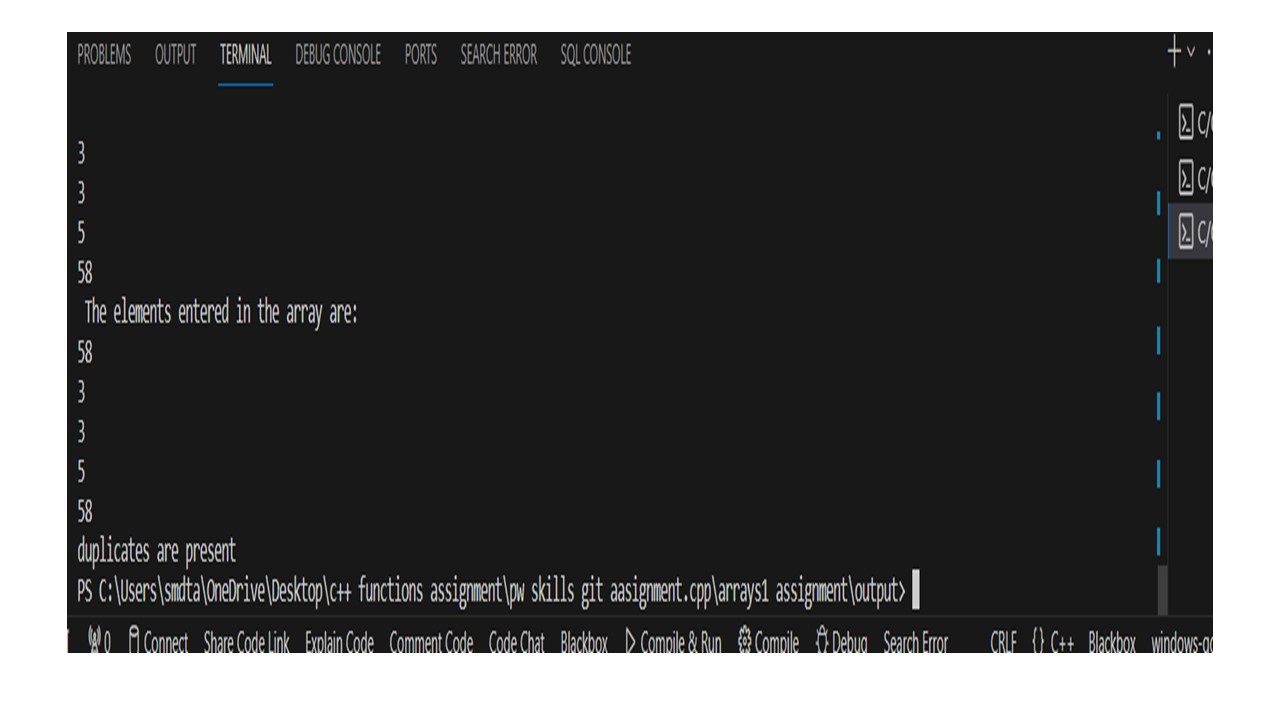 PROBLEMS OUTPUT TERMINAL DEBUG CONSOLE PORTS SEARCH ERROR SQL CONSOLE
3
3
5
58
The elements entered in the array are:
58
3
3
5
58
duplicates are present
PS C:\Users\smdta\OneDrive\Desktop\c++ functions assignment\pw skills git aasignment.cpp\arrays1 assignment\output>
C/
C/
C/
0 Connect Share Code Link Explain Code Comment Code Code Chat Blackbox Compile & Run Compile Debug Search Error CRLF {} C++ Blackbox